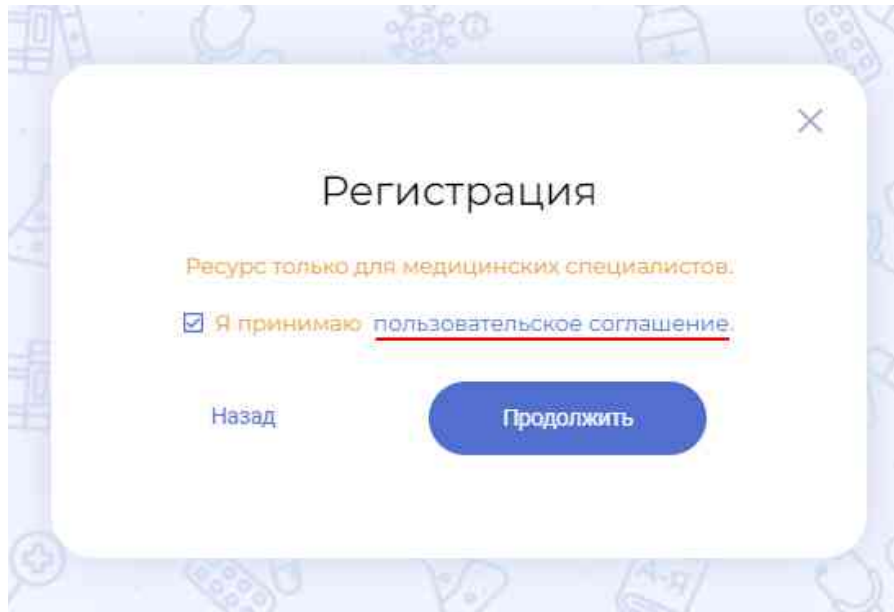 Регистрация
Ресурс только для медицинских специалистов.
Я принимаю пользовательское соглашение.
Назад Продолжить
А-Я